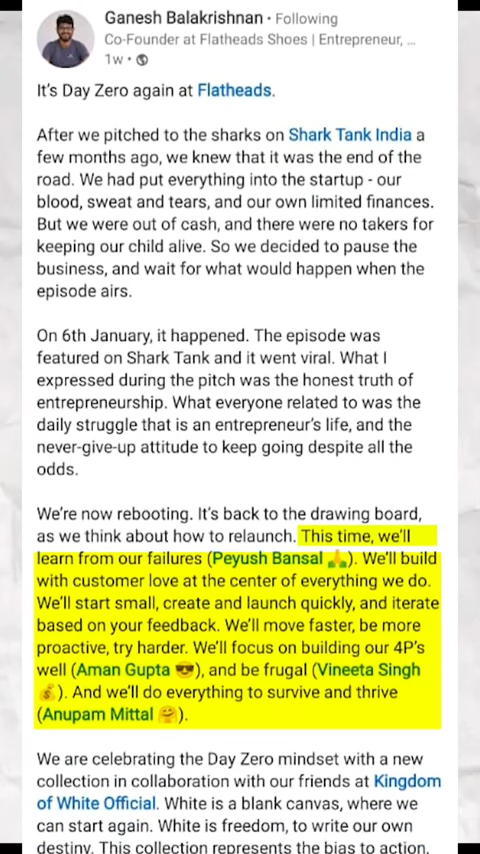 Ganesh Balakrishnan • Following
Co-Founder at Flatheads Shoes | Entrepreneur, ...
1w •
It's Day Zero again at Flatheads.
After we pitched to the sharks on Shark Tank India a
few months ago, we knew that it was the end of the
road. We had put everything into the startup - our
blood, sweat and tears, and our own limited finances.
But we were out of cash, and there were no takers for
keeping our child alive. So we decided to pause the
business, and wait for what would happen when the
episode airs.
On 6th January, it happened. The episode was
featured on Shark Tank and it went viral. What I
expressed during the pitch was the honest truth of
entrepreneurship. What everyone related to was the
daily struggle that is an entrepreneur's life, and the
never-give-up attitude to keep going despite all the
odds.
We're now rebooting. It's back to the drawing board,
as we think about how to relaunch. This time, we'll
learn from our failures (Peyush Bansal 🙏). We'll build
with customer love at the center of everything we do.
We'll start small, create and launch quickly, and iterate
based on your feedback. We'll move faster, be more
proactive, try harder. We'll focus on building our 4P's
well (Aman Gupta 😎), and be frugal (Vineeta Singh
💰). And we'll do everything to survive and thrive
(Anupam Mittal 🤗).
We are celebrating the Day Zero mindset with a new
collection in collaboration with our friends at Kingdom
of White Official. White is a blank canvas, where we
can start again. White is freedom, to write our own
destiny. This collection represents the bias to action,